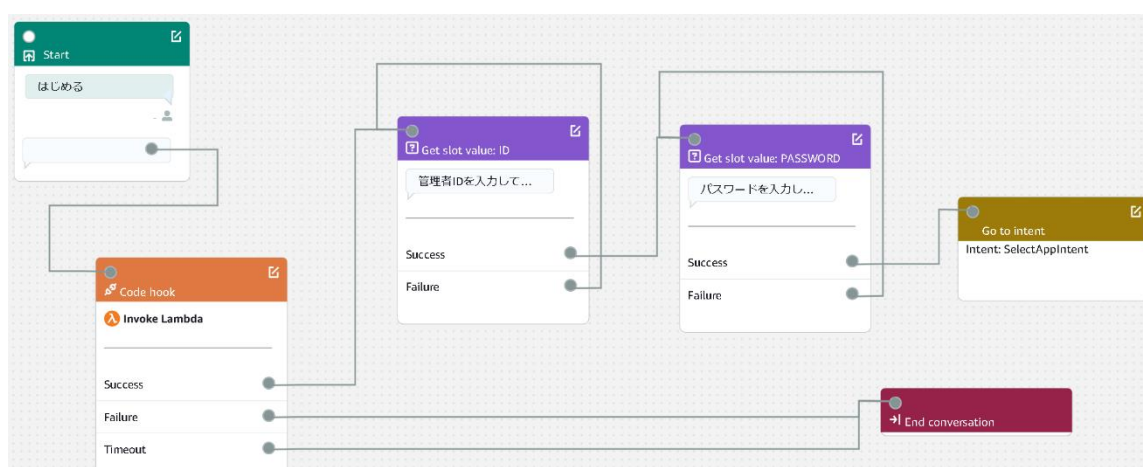 Start
はじめる
Code hook
Invoke Lambda
Success
Failure
Timeout
Get slot value: ID
管理者IDを入力して...
Success
Failure
Get slot value: PASSWORD
パスワードを入力し...
Success
Failure
Go to intent
Intent: SelectAppIntent
End conversation